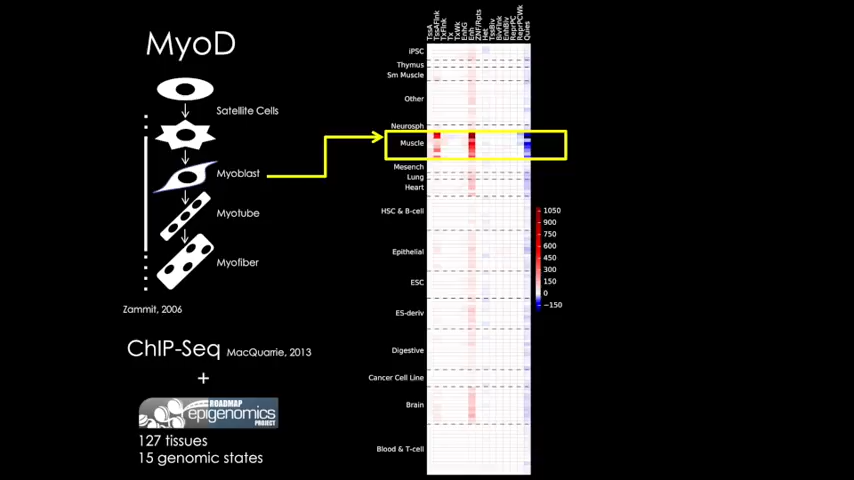 MyoD
Satellite Cells
Myoblast
Myotube
Myofiber
Zammit, 2006
ChIP-Seq MacQuarrie, 2013
+
ROADMAP
epigenomics
PROJECT
127 tissues
15 genomic states
TssA
TssAFlnk
TxFlnk
Tx
TxWk
EnhG
Enh
ZNF/Rpts
Het
TssBiv
BivFlnk
EnhBiv
ReprPC
ReprPCWk
Quies
iPSC
Thymus
Sm Muscle
Other
Neurosph
Muscle
Mesench
Lung
Heart
HSC & B-cell
Epithelial
ESC
ES-deriv
Digestive
Cancer Cell Line
Brain
Blood & T-cell
1050
900
750
600
450
300
150
0
−150